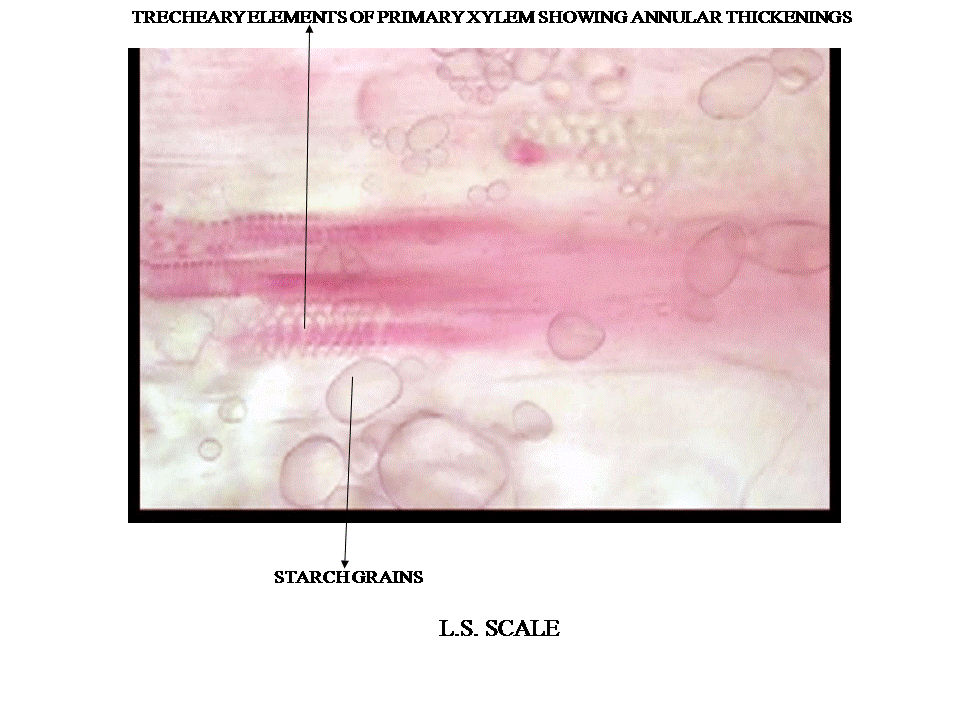 TRECHEARY ELEMENTS OF PRIMARY XYLEM SHOWING ANNULAR THICKENINGS
STARCH GRAINS
L.S. SCALE